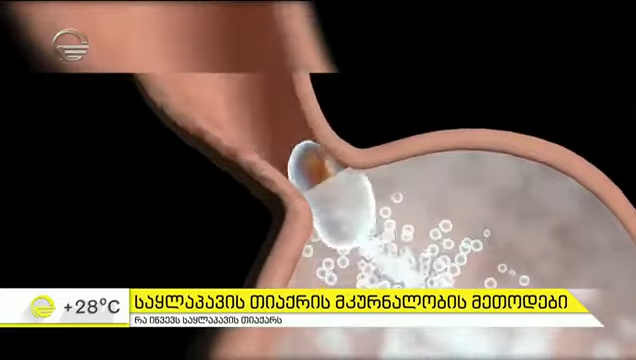 +28°C
საყლაპავის თიაქრის მკურნალობის მეთოდები
რა იწვევს საყლაპავის თიაქარს